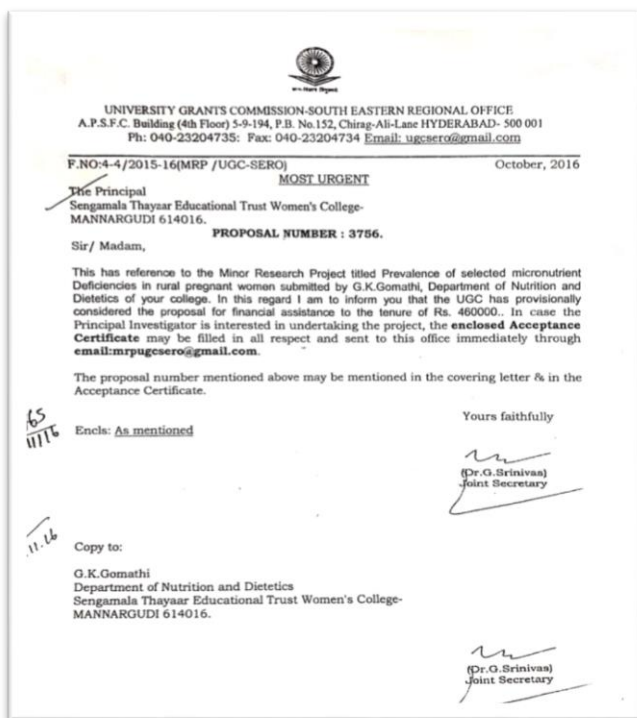 UNIVERSITY GRANTS COMMISSION-SOUTH EASTERN REGIONAL OFFICE
A.P.S.F.C. Building (4th Floor) 5-9-194, P.B. No.152, Chirag-Ali-Lane HYDERABAD- 500 001
Ph: 040-23204735: Fax: 040-23204734 Email: ugcsero@gmail.com
F.NO:4-4/2015-16(MRP /UGC-SERO)
October, 2016
MOST URGENT
The Principal
Sengamala Thayaar Educational Trust Women's College-
MANNARGUDI 614016.
PROPOSAL NUMBER : 3756.
Sir/ Madam,
This has reference to the Minor Research Project titled Prevalence of selected micronutrient
Deficiencies in rural pregnant women submitted by G.K.Gomathi, Department of Nutrition and
Dietetics of your college. In this regard I am to inform you that the UGC has provisionally
considered the proposal for financial assistance to the tenure of Rs. 460000.. In case the
Principal Investigator is interested in undertaking the project, the enclosed Acceptance
Certificate may be filled in all respect and sent to this office immediately through
email:mrpugcsero@gmail.com.
The proposal number mentioned above may be mentioned in the covering letter & in the
Acceptance Certificate.
Yours faithfully
65
11/16
Encls: As mentioned
(Dr.G.Srinivas)
Joint Secretary
11.16
Copy to:
G.K.Gomathi
Department of Nutrition and Dietetics
Sengamala Thayaar Educational Trust Women's College-
MANNARGUDI 614016.
(Dr.G.Srinivas)
Joint Secretary